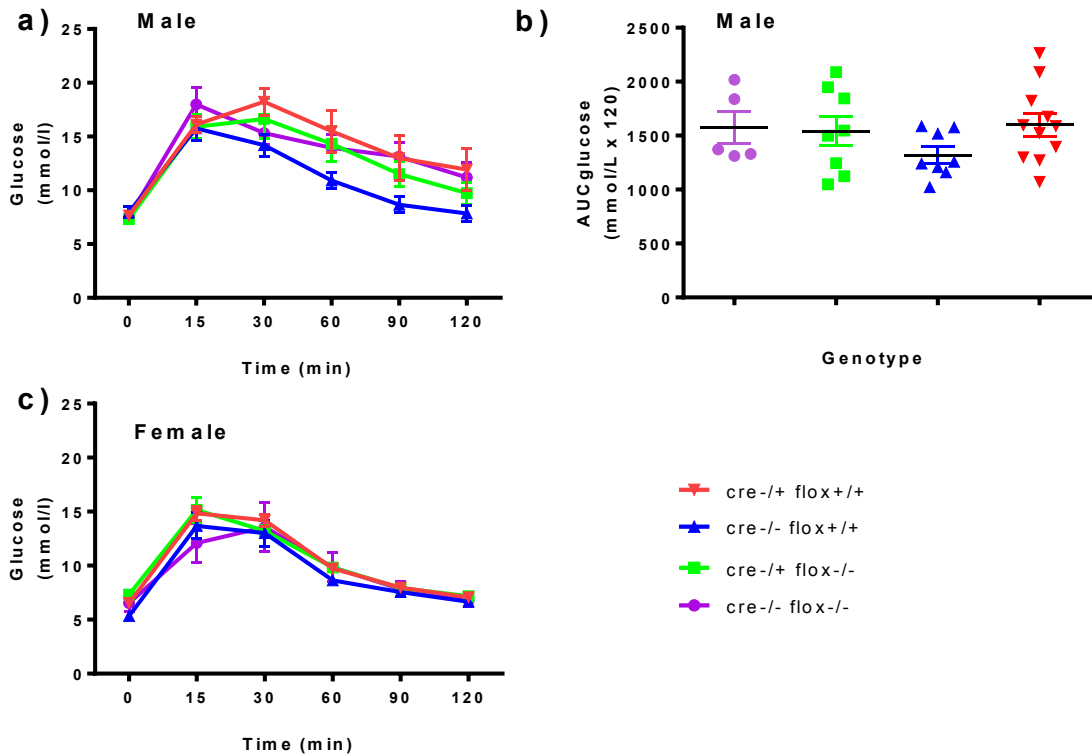 a)
Male
25
20
15
10
5
0
Glucose
(mmol/l)
0 15 30 60 90 120
Time (min)
b)
Male
2500
2000
1500
1000
500
0
AUCglucose
(mmol/L x 120)
Genotype
c)
Female
25
20
15
10
5
0
Glucose
(mmol/l)
0 15 30 60 90 120
Time (min)
cre-/+ flox+/+
cre-/- flox+/+
cre-/+ flox-/-
cre-/- flox-/-